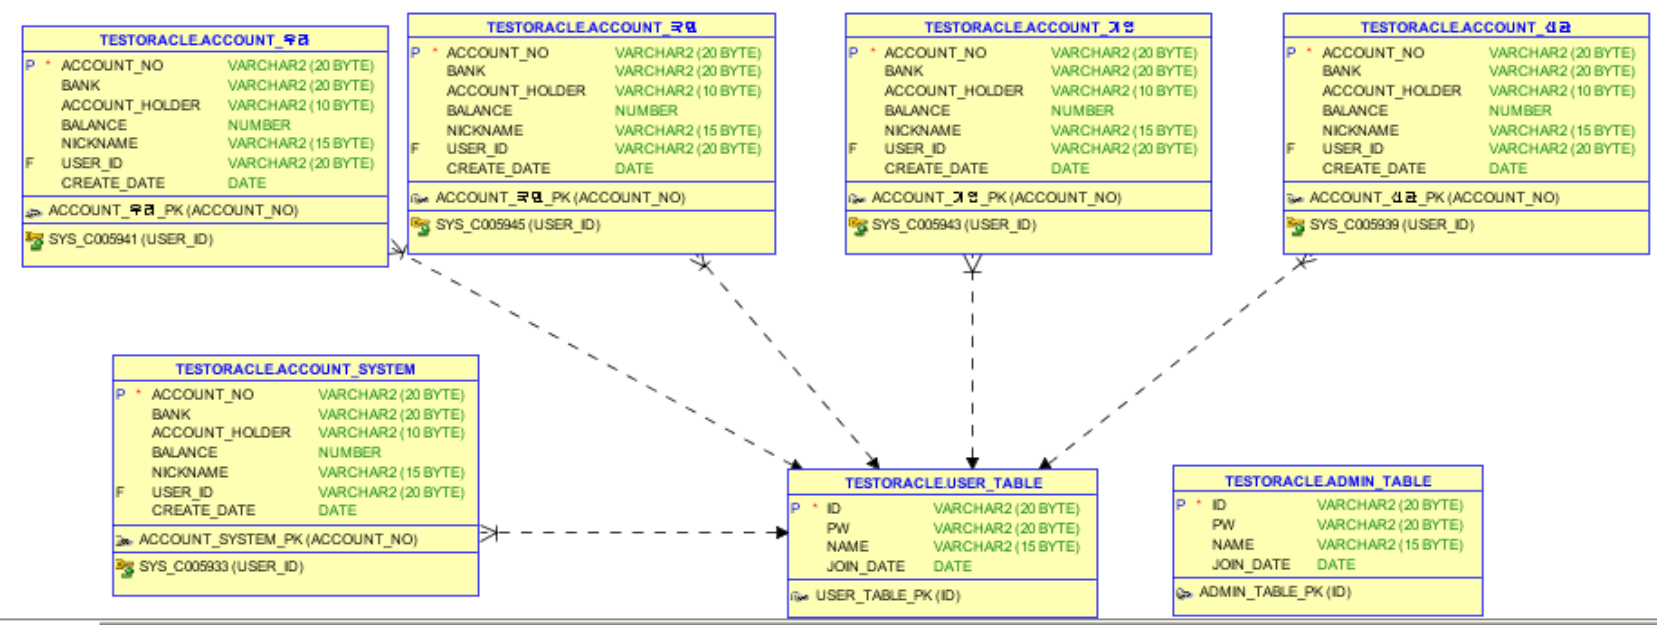 TESTORACLE.ACCOUNT_우리
P * ACCOUNT_NO VARCHAR2 (20 BYTE)
BANK VARCHAR2 (20 BYTE)
ACCOUNT_HOLDER VARCHAR2 (10 BYTE)
BALANCE NUMBER
NICKNAME VARCHAR2 (15 BYTE)
F USER_ID VARCHAR2 (20 BYTE)
CREATE_DATE DATE
ACCOUNT_우리_PK (ACCOUNT_NO)
SYS_C005941 (USER_ID)
TESTORACLE.ACCOUNT_국민
P * ACCOUNT_NO VARCHAR2 (20 BYTE)
BANK VARCHAR2 (20 BYTE)
ACCOUNT_HOLDER VARCHAR2 (10 BYTE)
BALANCE NUMBER
NICKNAME VARCHAR2 (15 BYTE)
F USER_ID VARCHAR2 (20 BYTE)
CREATE_DATE DATE
ACCOUNT_국민_PK (ACCOUNT_NO)
SYS_C005945 (USER_ID)
TESTORACLE.ACCOUNT_기업
P * ACCOUNT_NO VARCHAR2 (20 BYTE)
BANK VARCHAR2 (20 BYTE)
ACCOUNT_HOLDER VARCHAR2 (10 BYTE)
BALANCE NUMBER
NICKNAME VARCHAR2 (15 BYTE)
F USER_ID VARCHAR2 (20 BYTE)
CREATE_DATE DATE
ACCOUNT_기업_PK (ACCOUNT_NO)
SYS_C005943 (USER_ID)
TESTORACLE.ACCOUNT_신한
P * ACCOUNT_NO VARCHAR2 (20 BYTE)
BANK VARCHAR2 (20 BYTE)
ACCOUNT_HOLDER VARCHAR2 (10 BYTE)
BALANCE NUMBER
NICKNAME VARCHAR2 (15 BYTE)
F USER_ID VARCHAR2 (20 BYTE)
CREATE_DATE DATE
ACCOUNT_신한_PK (ACCOUNT_NO)
SYS_C005939 (USER_ID)
TESTORACLE.ACCOUNT_SYSTEM
P * ACCOUNT_NO VARCHAR2 (20 BYTE)
BANK VARCHAR2 (20 BYTE)
ACCOUNT_HOLDER VARCHAR2 (10 BYTE)
BALANCE NUMBER
NICKNAME VARCHAR2 (15 BYTE)
F USER_ID VARCHAR2 (20 BYTE)
CREATE_DATE DATE
ACCOUNT_SYSTEM_PK (ACCOUNT_NO)
SYS_C005933 (USER_ID)
TESTORACLE.USER_TABLE
P * ID VARCHAR2 (20 BYTE)
PW VARCHAR2 (20 BYTE)
NAME VARCHAR2 (15 BYTE)
JOIN_DATE DATE
USER_TABLE_PK (ID)
TESTORACLE.ADMIN_TABLE
P * ID VARCHAR2 (20 BYTE)
PW VARCHAR2 (20 BYTE)
NAME VARCHAR2 (15 BYTE)
JOIN_DATE DATE
ADMIN_TABLE_PK (ID)